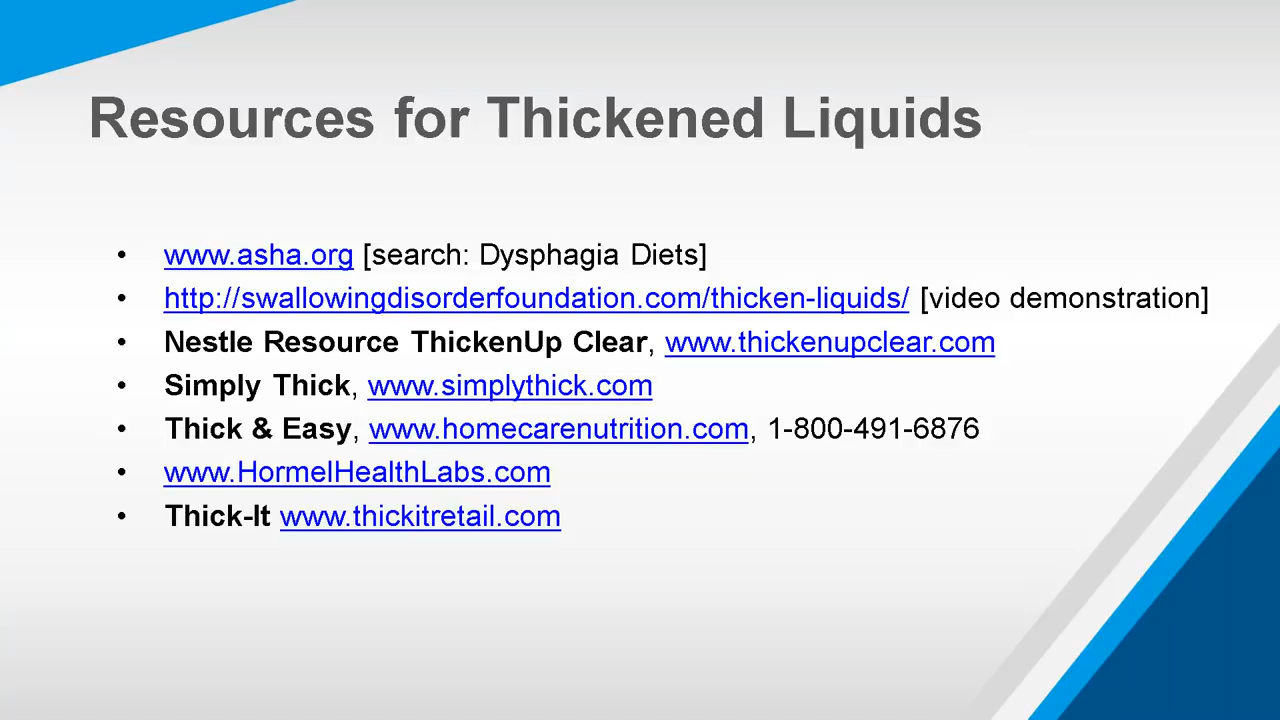 Resources for Thickened Liquids
• www.asha.org [search: Dysphagia Diets]
• http://swallowingdisorderfoundation.com/thicken-liquids/ [video demonstration]
• Nestle Resource ThickenUp Clear, www.thickenupclear.com
• Simply Thick, www.simplythick.com
• Thick & Easy, www.homecarenutrition.com, 1-800-491-6876
• www.HormelHealthLabs.com
• Thick-It www.thickitretail.com